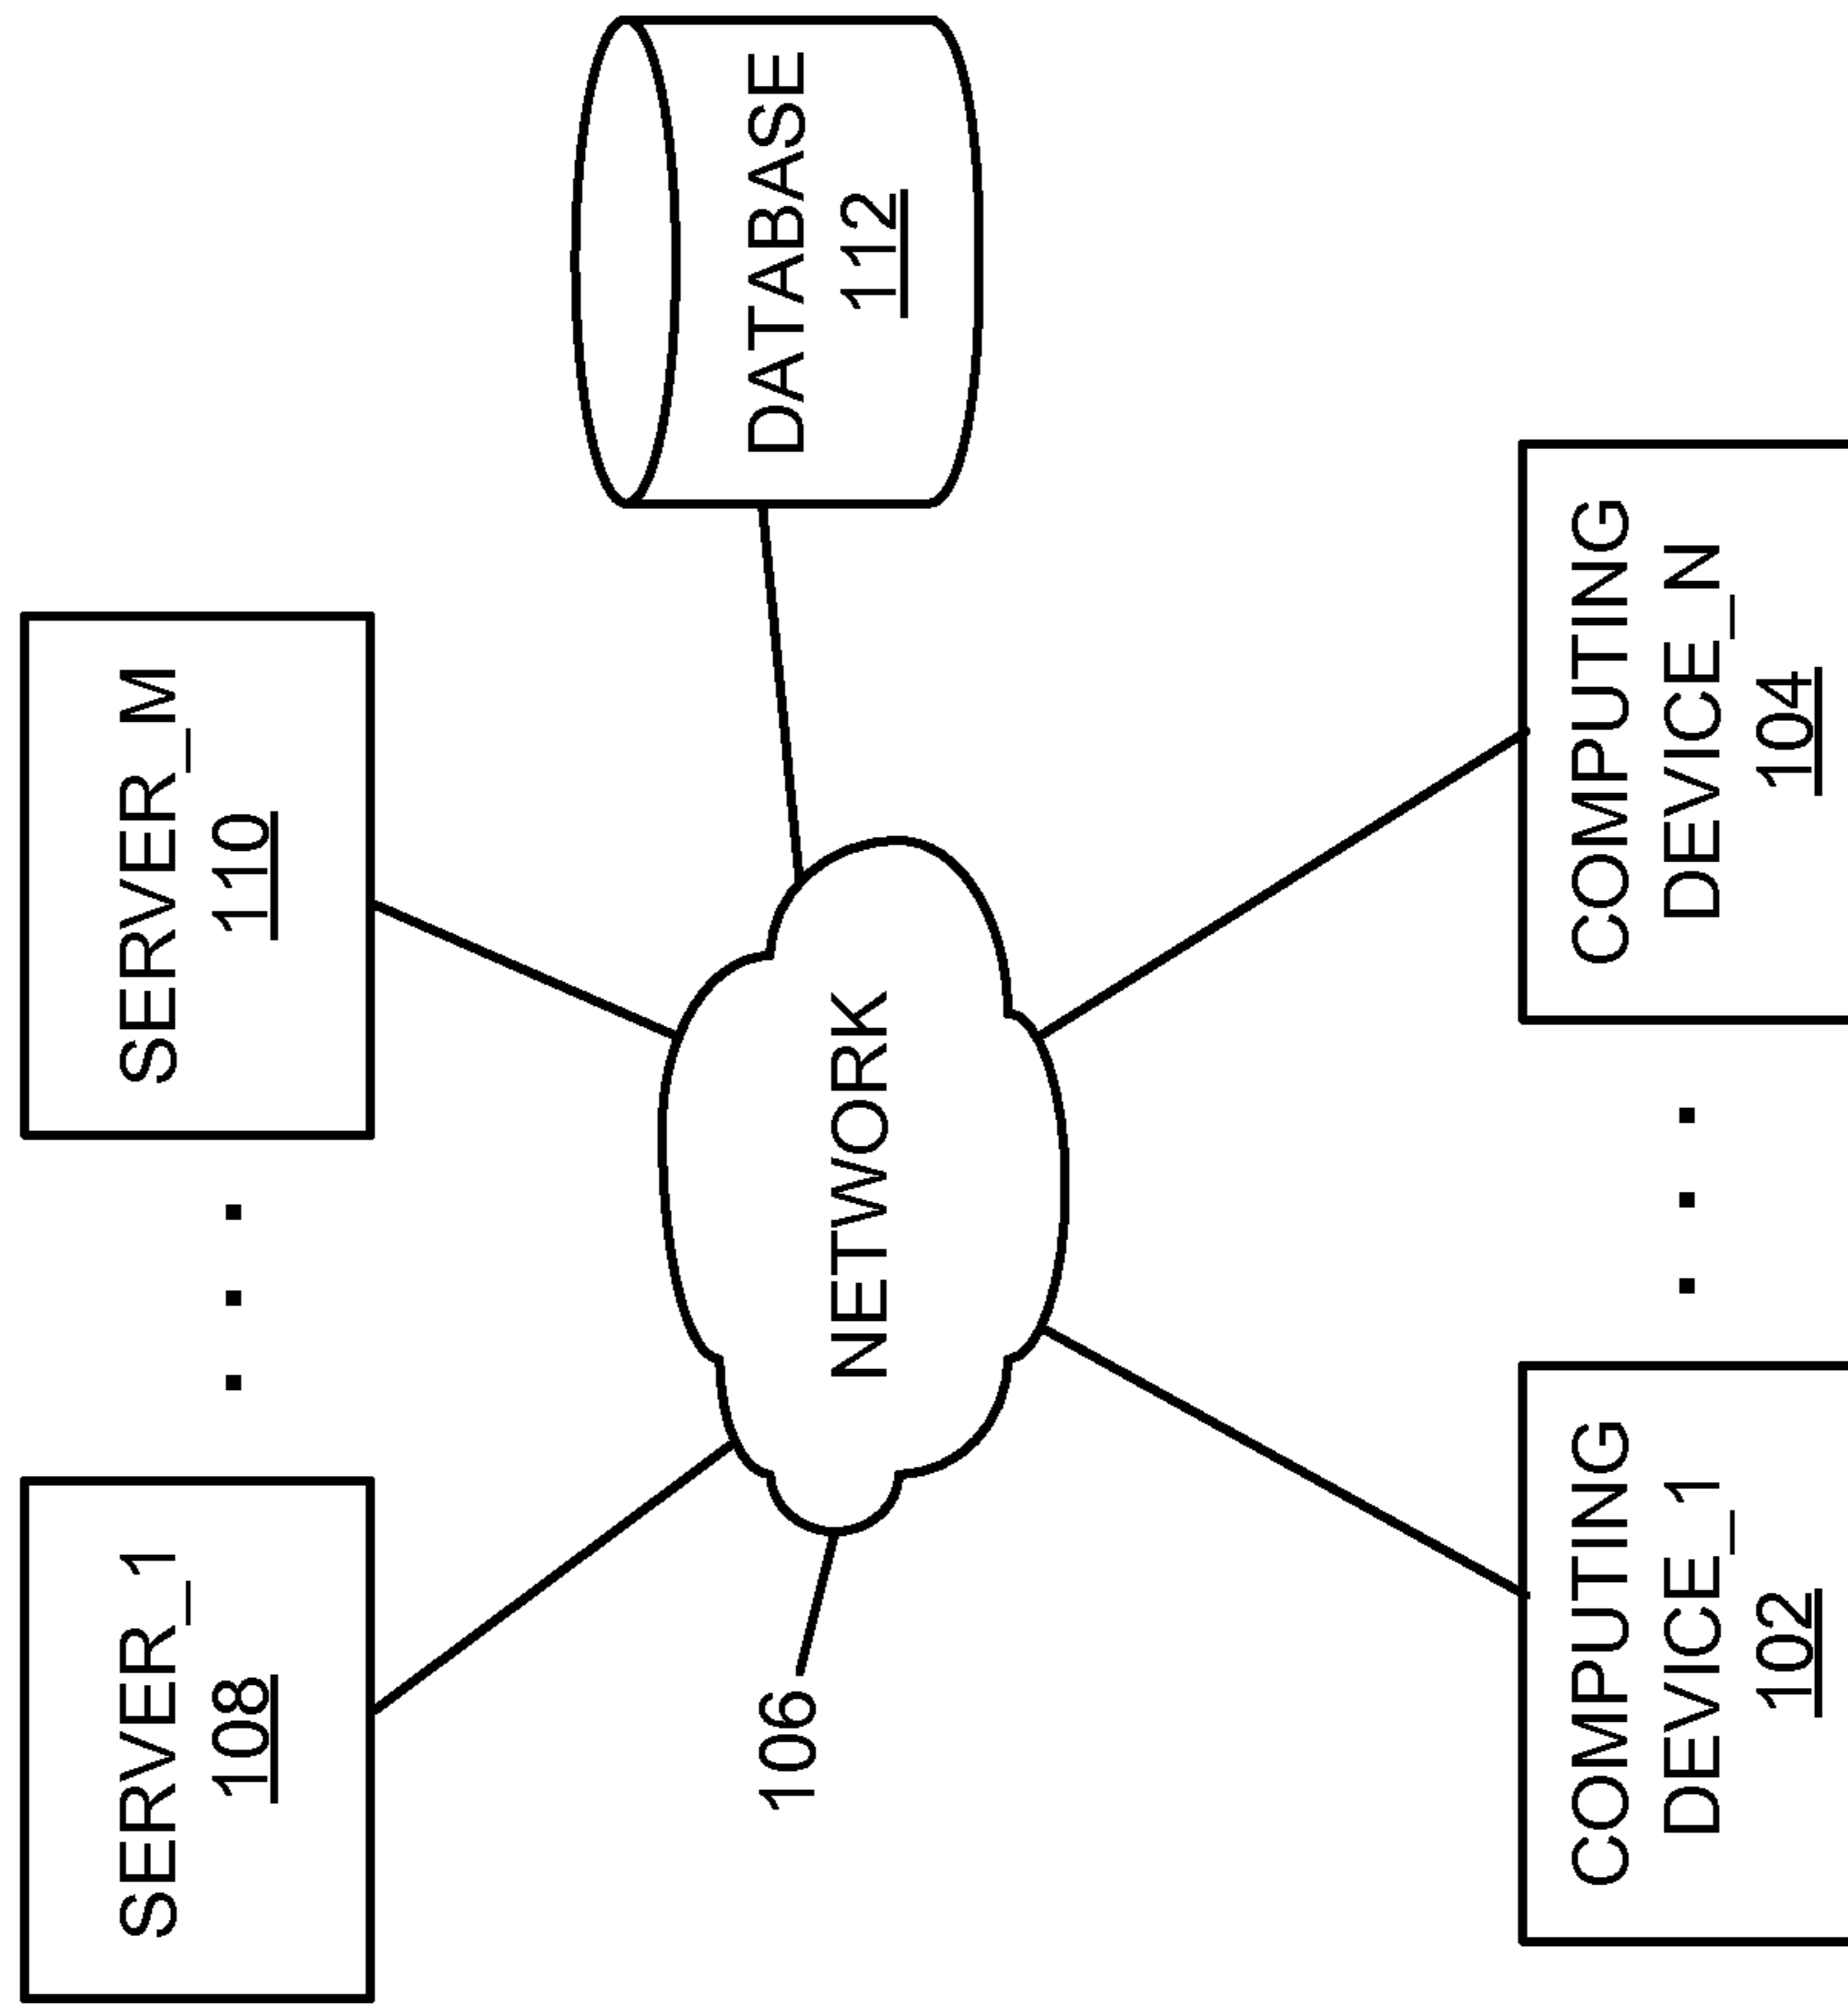 SERVER_1
108
SERVER_M
110
DATABASE
112
NETWORK
106
COMPUTING
DEVICE_1
102
COMPUTING
DEVICE_N
104